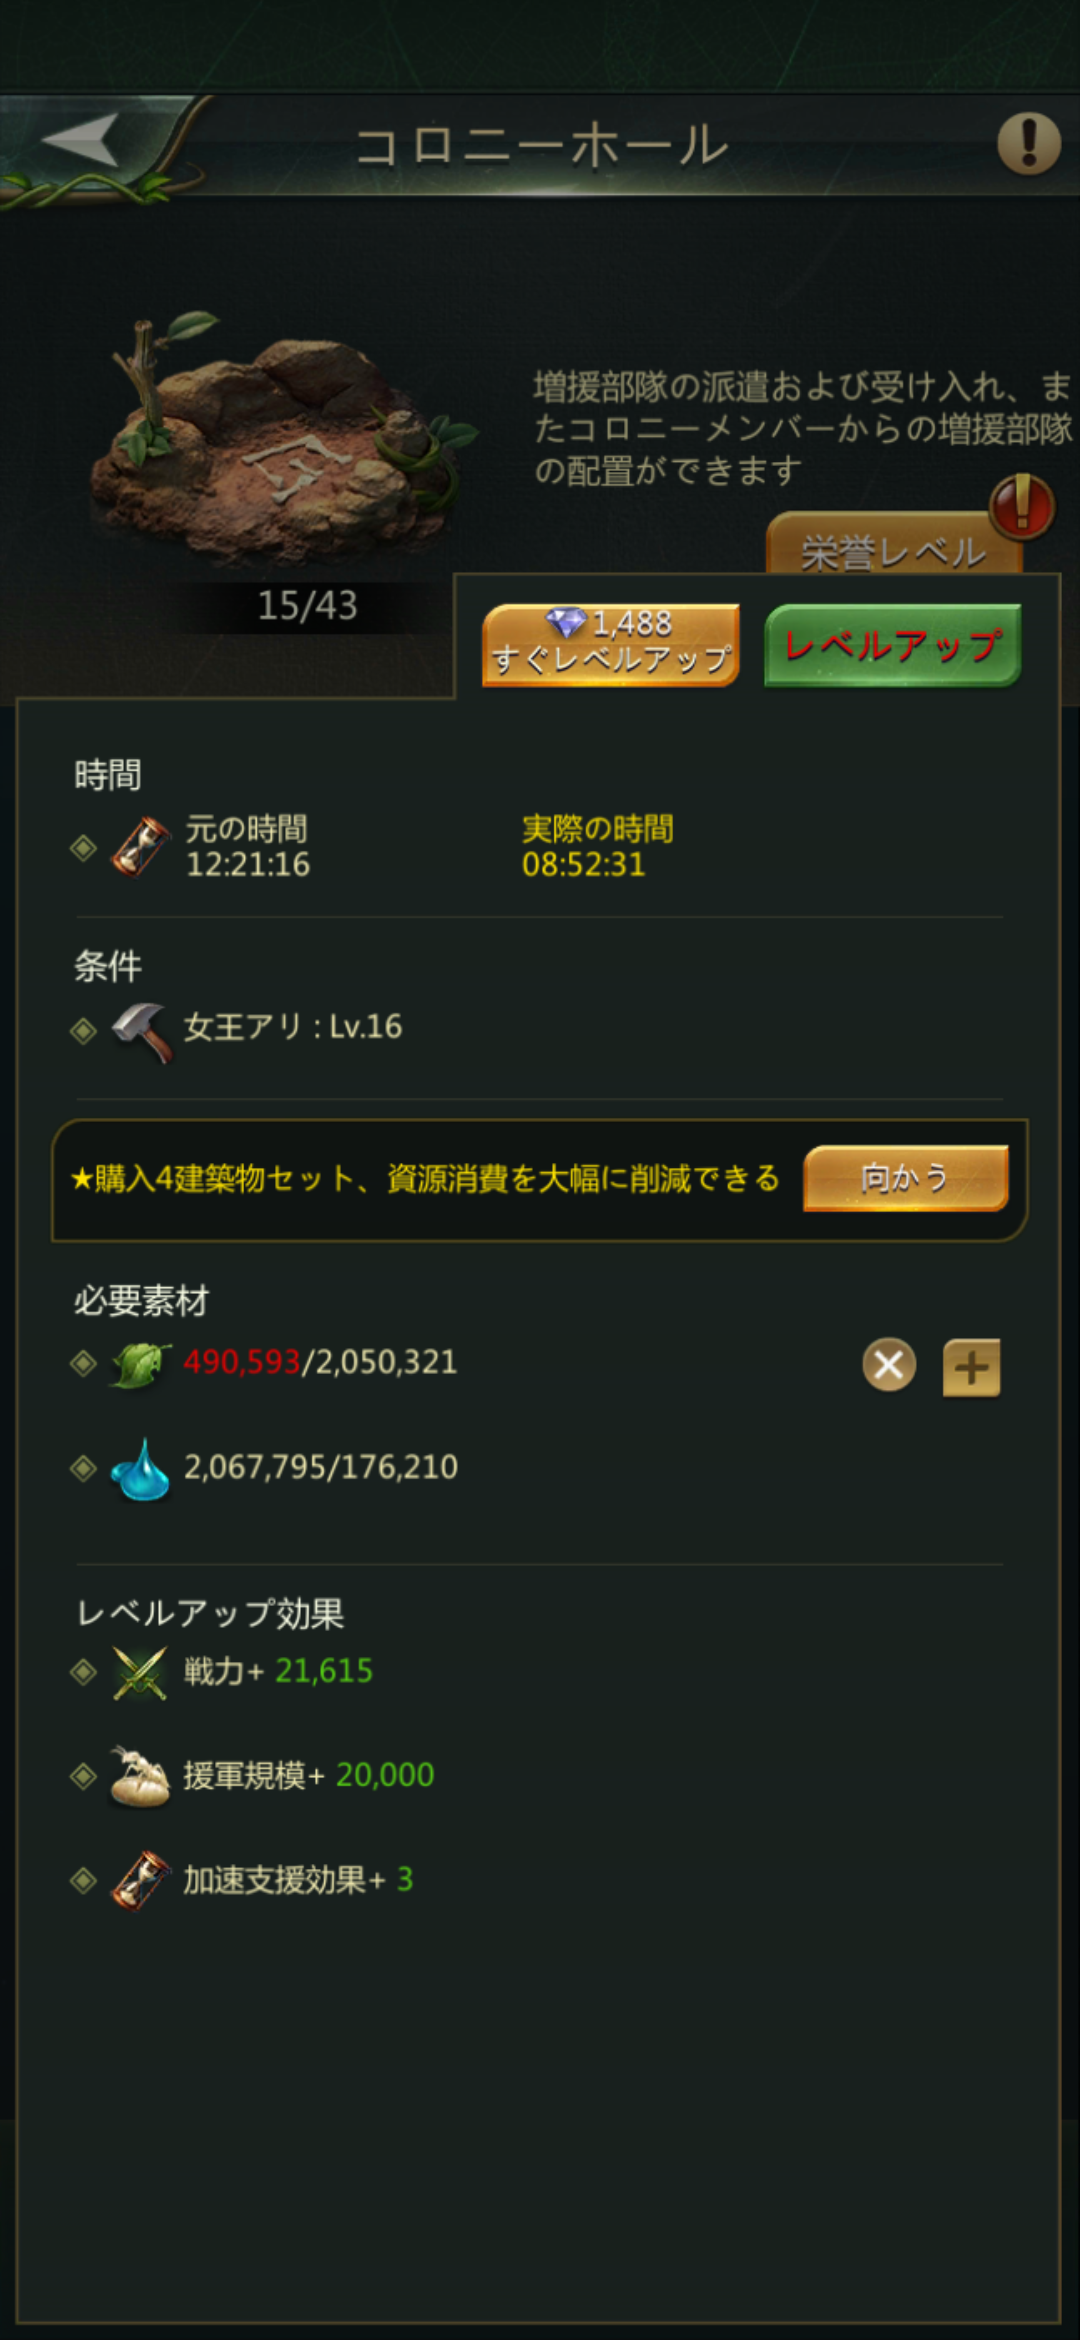 コロニーホール
増援部隊の派遣および受け入れ、ま
たコロニーメンバーからの増援部隊
の配置ができます
栄誉レベル
15/43
1,488
すぐレベルアップ
レベルアップ
時間
元の時間
12:21:16
実際の時間
08:52:31
条件
女王アリ : Lv.16
★購入4建築物セット、資源消費を大幅に削減できる
向かう
必要素材
490,593/2,050,321
2,067,795/176,210
レベルアップ効果
戦力+ 21,615
援軍規模+ 20,000
加速支援効果+ 3